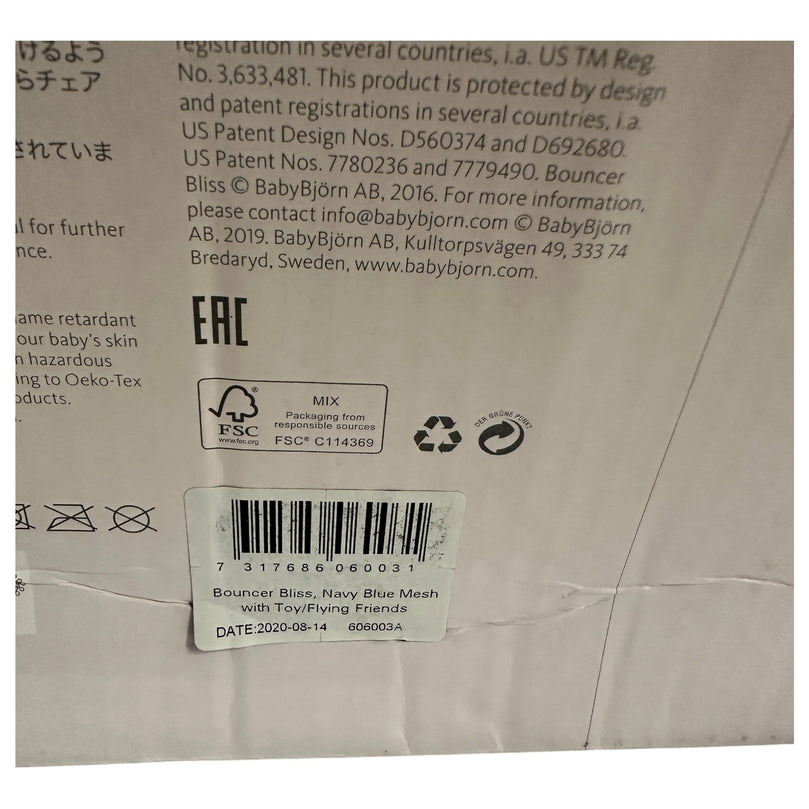 けるよう
らチェア
されていま
l for further
nce.
ame retardant
our baby's skin
n hazardous
ing to Oeko-Tex
oducts.
registration in several countries, i.a. US TM Reg.
No. 3,633,481. This product is protected by design
and patent registrations in several countries, i.a.
US Patent Design Nos. D560374 and D692680.
US Patent Nos. 7780236 and 7779490. Bouncer
Bliss © BabyBjörn AB, 2016. For more information,
please contact info@babybjorn.com © BabyBjörn
AB, 2019. BabyBjörn AB, Kulltorpsvägen 49, 333 74
Bredaryd, Sweden, www.babybjorn.com.
EAC
FSC
www.fsc.org
MIX
Packaging from
responsible sources
FSC® C114369
DER GRÜNE PUNKT
7 317686 060031
Bouncer Bliss, Navy Blue Mesh
with Toy/Flying Friends
DATE:2020-08-14 606003A